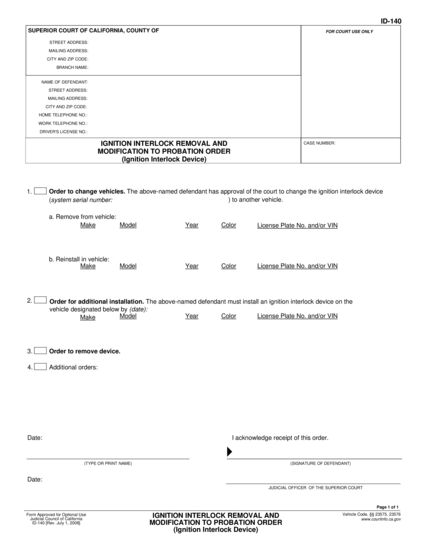 ID-140
SUPERIOR COURT OF CALIFORNIA, COUNTY OF
FOR COURT USE ONLY
STREET ADDRESS:
MAILING ADDRESS:
CITY AND ZIP CODE:
BRANCH NAME:
NAME OF DEFENDANT:
STREET ADDRESS:
MAILING ADDRESS:
CITY AND ZIP CODE:
HOME TELEPHONE NO.:
WORK TELEPHONE NO.:
DRIVER'S LICENSE NO.:
IGNITION INTERLOCK REMOVAL AND
MODIFICATION TO PROBATION ORDER
(Ignition Interlock Device)
CASE NUMBER:
1. Order to change vehicles. The above-named defendant has approval of the court to change the ignition interlock device
(system serial number: ) to another vehicle.
a. Remove from vehicle:
Make Model Year Color License Plate No. and/or VIN
b. Reinstall in vehicle:
Make Model Year Color License Plate No. and/or VIN
2. Order for additional installation. The above-named defendant must install an ignition interlock device on the
vehicle designated below by (date):
Make Model Year Color License Plate No. and/or VIN
3. Order to remove device.
4. Additional orders:
Date: I acknowledge receipt of this order.
(TYPE OR PRINT NAME) (SIGNATURE OF DEFENDANT)
Date:
JUDICIAL OFFICER OF THE SUPERIOR COURT
Page 1 of 1
Form Approved for Optional Use
Judicial Council of California
ID-140 [Rev. July 1, 2008]
IGNITION INTERLOCK REMOVAL AND
MODIFICATION TO PROBATION ORDER
(Ignition Interlock Device)
Vehicle Code, §§ 23575, 23576
www.courtinfo.ca.gov